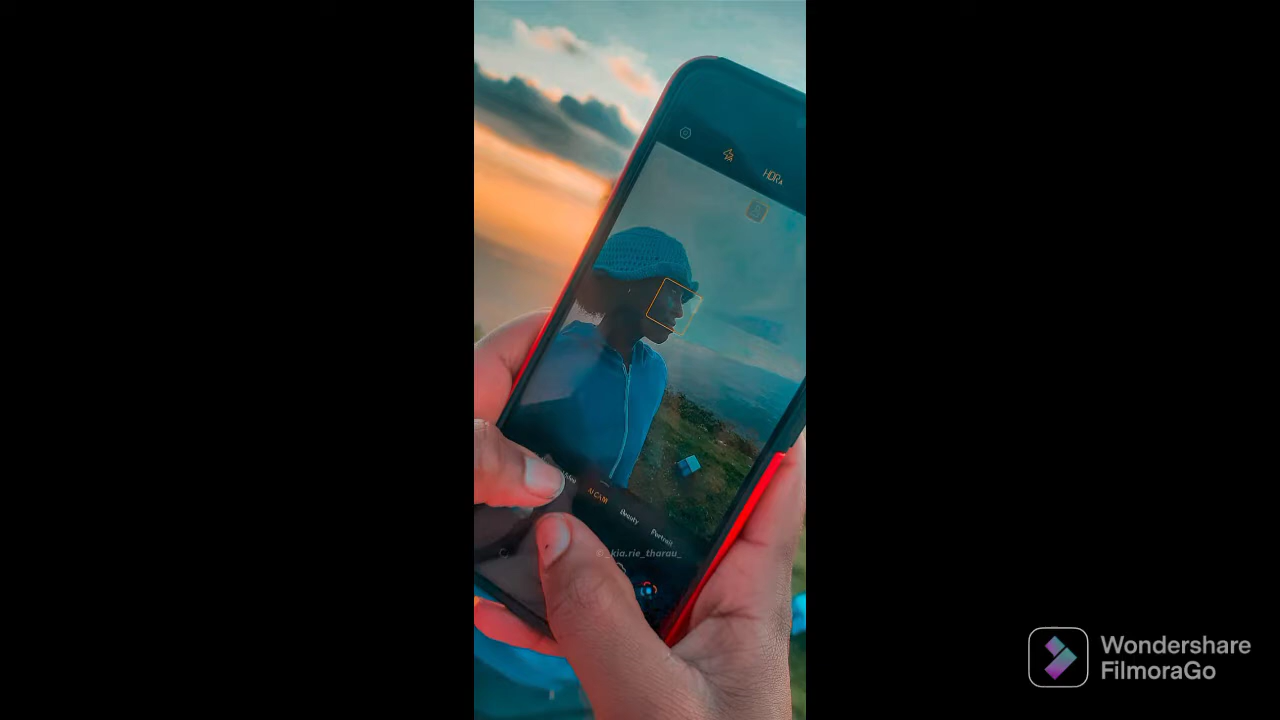 HDR
AI CAM
Beauty
Portrait
© _kia.rie_tharau_
Wondershare
FilmoraGo